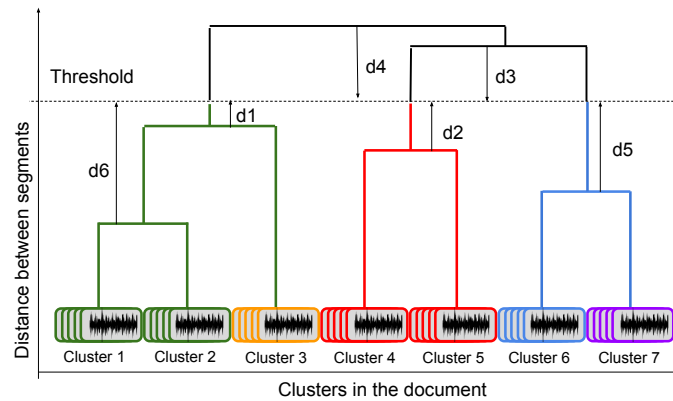 Threshold
d4
d3
d1
d2
d6
d5
Distance between segments
Cluster 1 Cluster 2 Cluster 3 Cluster 4 Cluster 5 Cluster 6 Cluster 7
Clusters in the document